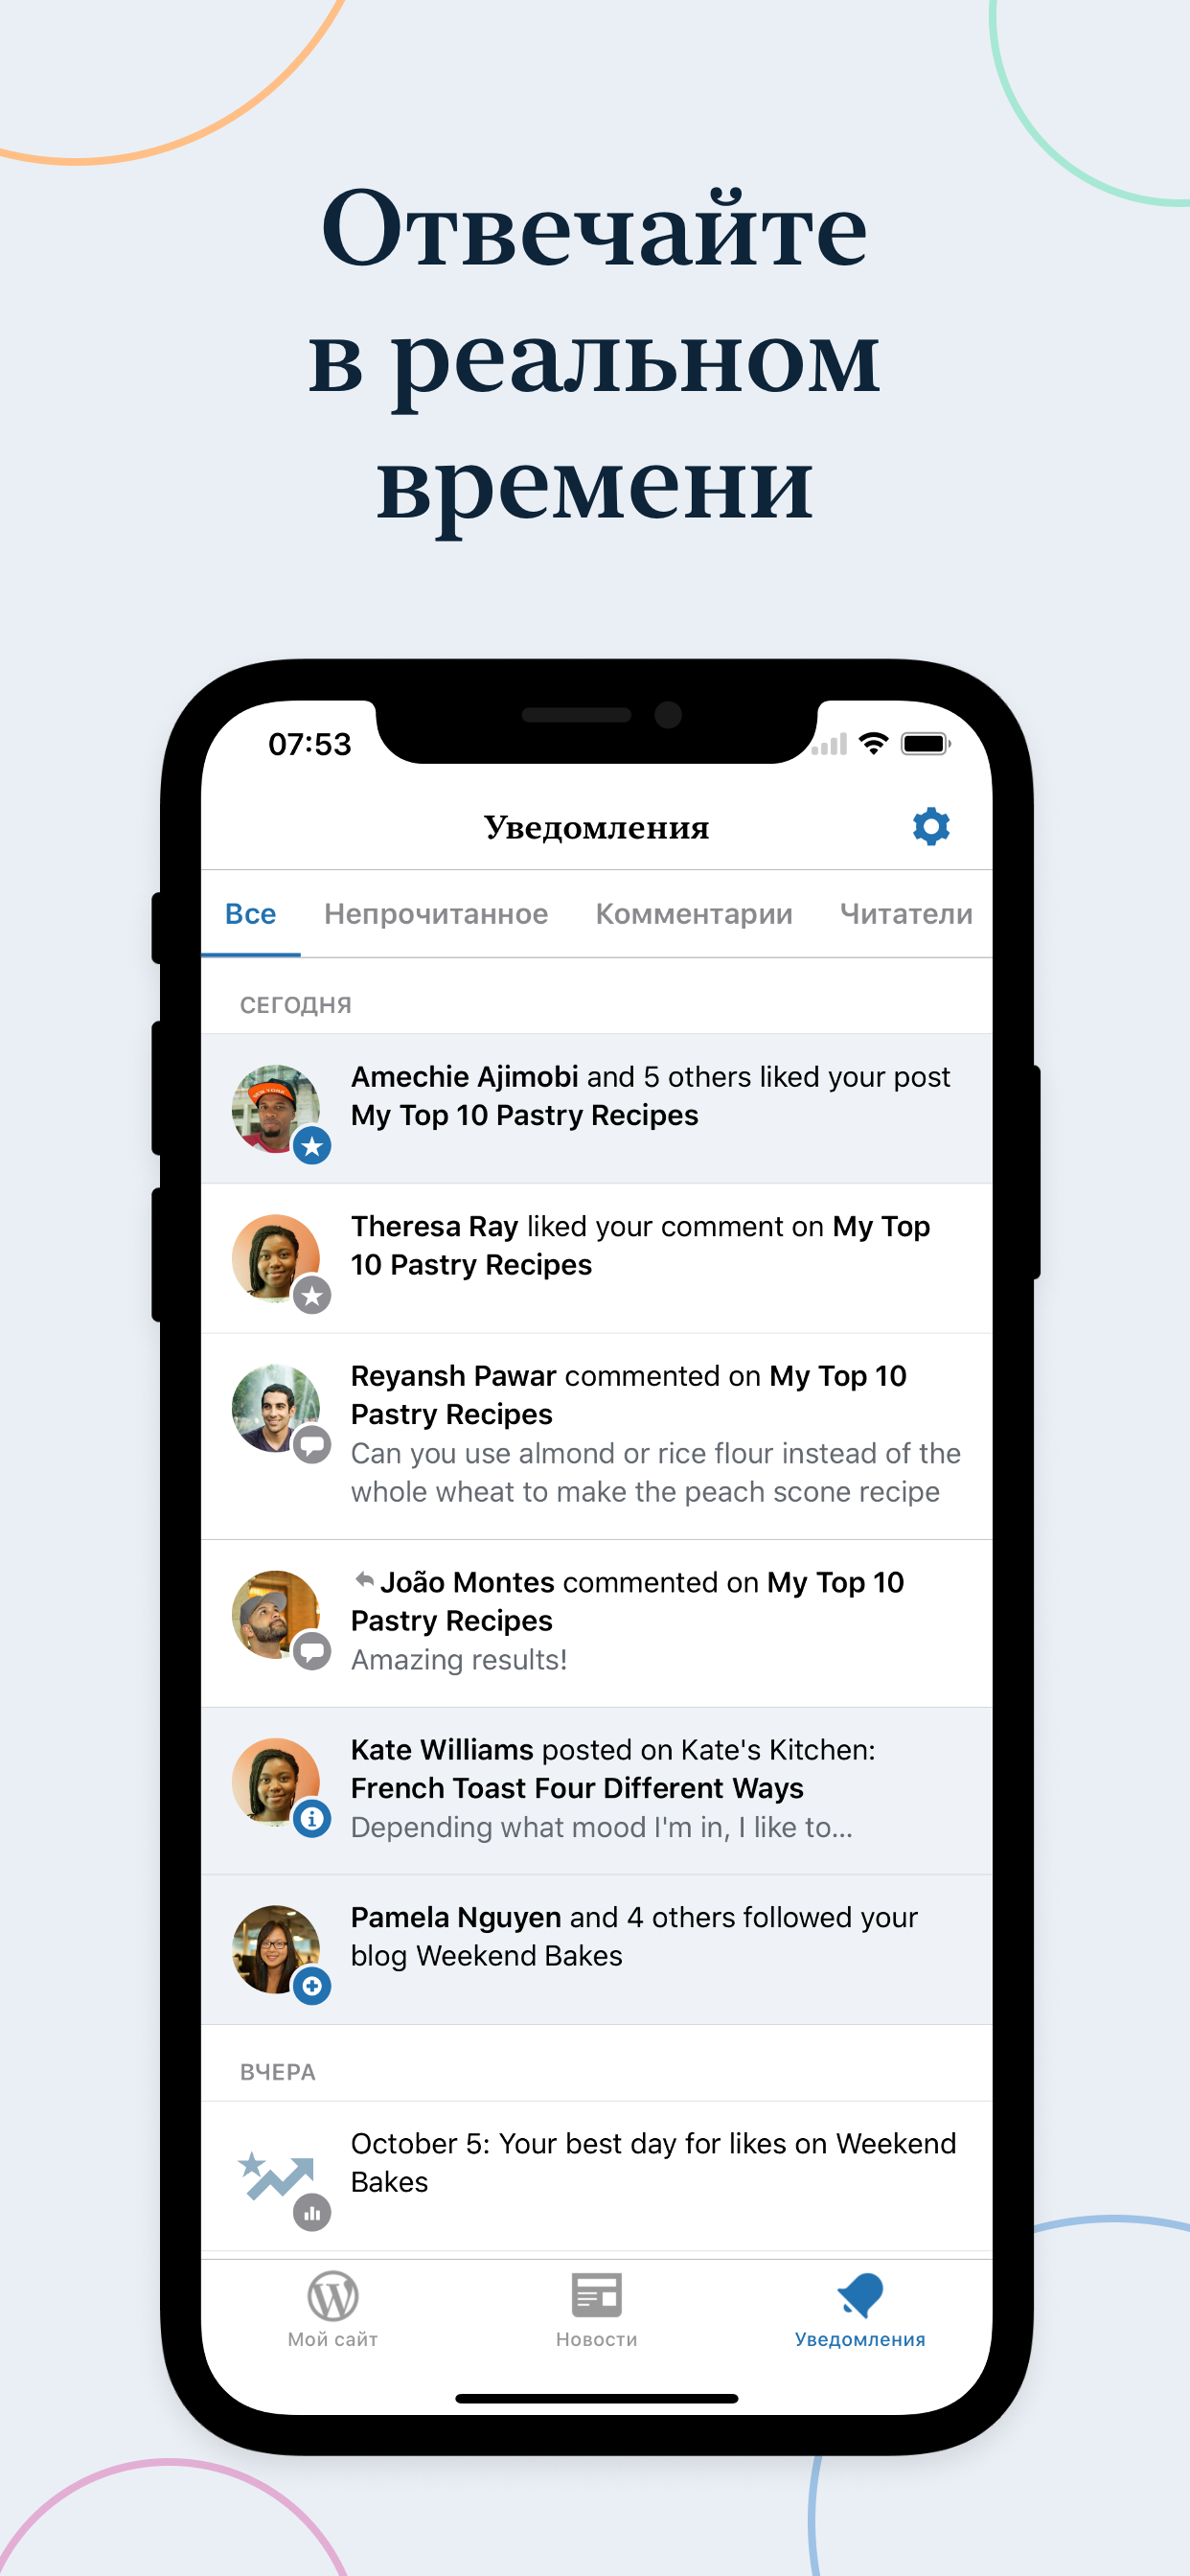 Отвечайте
в реальном
времени
07:53
Уведомления
Все Непрочитанное Комментарии Читатели
СЕГОДНЯ
Amechie Ajimobi and 5 others liked your post
My Top 10 Pastry Recipes
Theresa Ray liked your comment on My Top
10 Pastry Recipes
Reyansh Pawar commented on My Top 10
Pastry Recipes
Can you use almond or rice flour instead of the
whole wheat to make the peach scone recipe
João Montes commented on My Top 10
Pastry Recipes
Amazing results!
Kate Williams posted on Kate's Kitchen:
French Toast Four Different Ways
Depending what mood I'm in, I like to...
Pamela Nguyen and 4 others followed your
blog Weekend Bakes
ВЧЕРА
October 5: Your best day for likes on Weekend
Bakes
Мой сайт Новости Уведомления